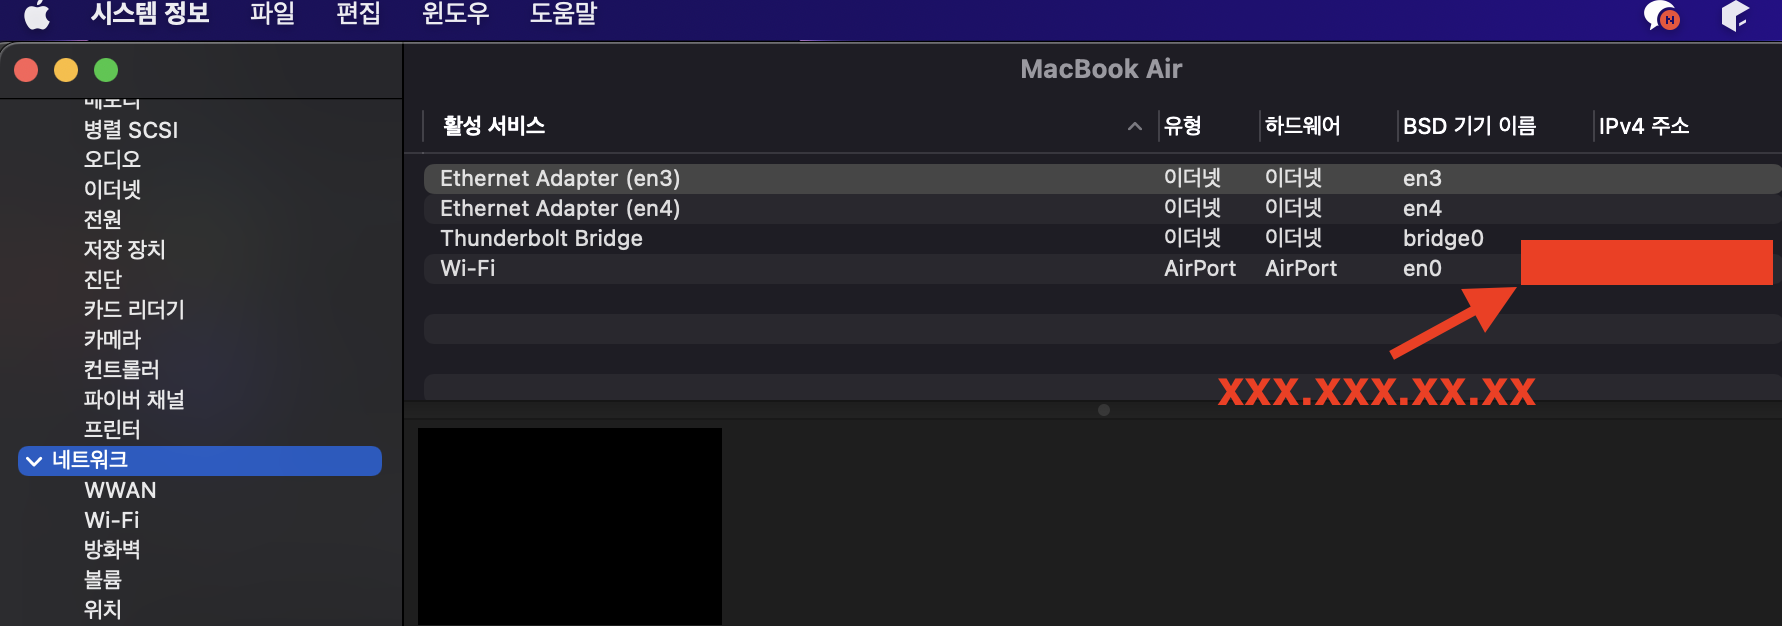 시스템 정보 파일 편집 윈도우 도움말
MacBook Air
메모리
병렬 SCSI
오디오
이더넷
전원
저장 장치
진단
카드 리더기
카메라
컨트롤러
파이버 채널
프린터
네트워크
WWAN
Wi-Fi
방화벽
볼륨
위치
활성 서비스 유형 하드웨어 BSD 기기 이름 IPv4 주소
Ethernet Adapter (en3) 이더넷 이더넷 en3
Ethernet Adapter (en4) 이더넷 이더넷 en4
Thunderbolt Bridge 이더넷 이더넷 bridge0
Wi-Fi AirPort AirPort en0
xxx.xxx.xx.xx